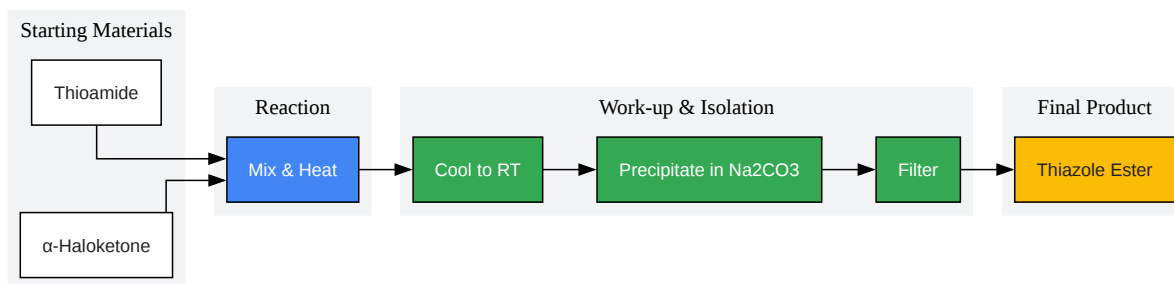 Starting Materials
Thioamide
α-Haloketone
Reaction
Mix & Heat
Work-up & Isolation
Cool to RT
Precipitate in Na2CO3
Filter
Final Product
Thiazole Ester